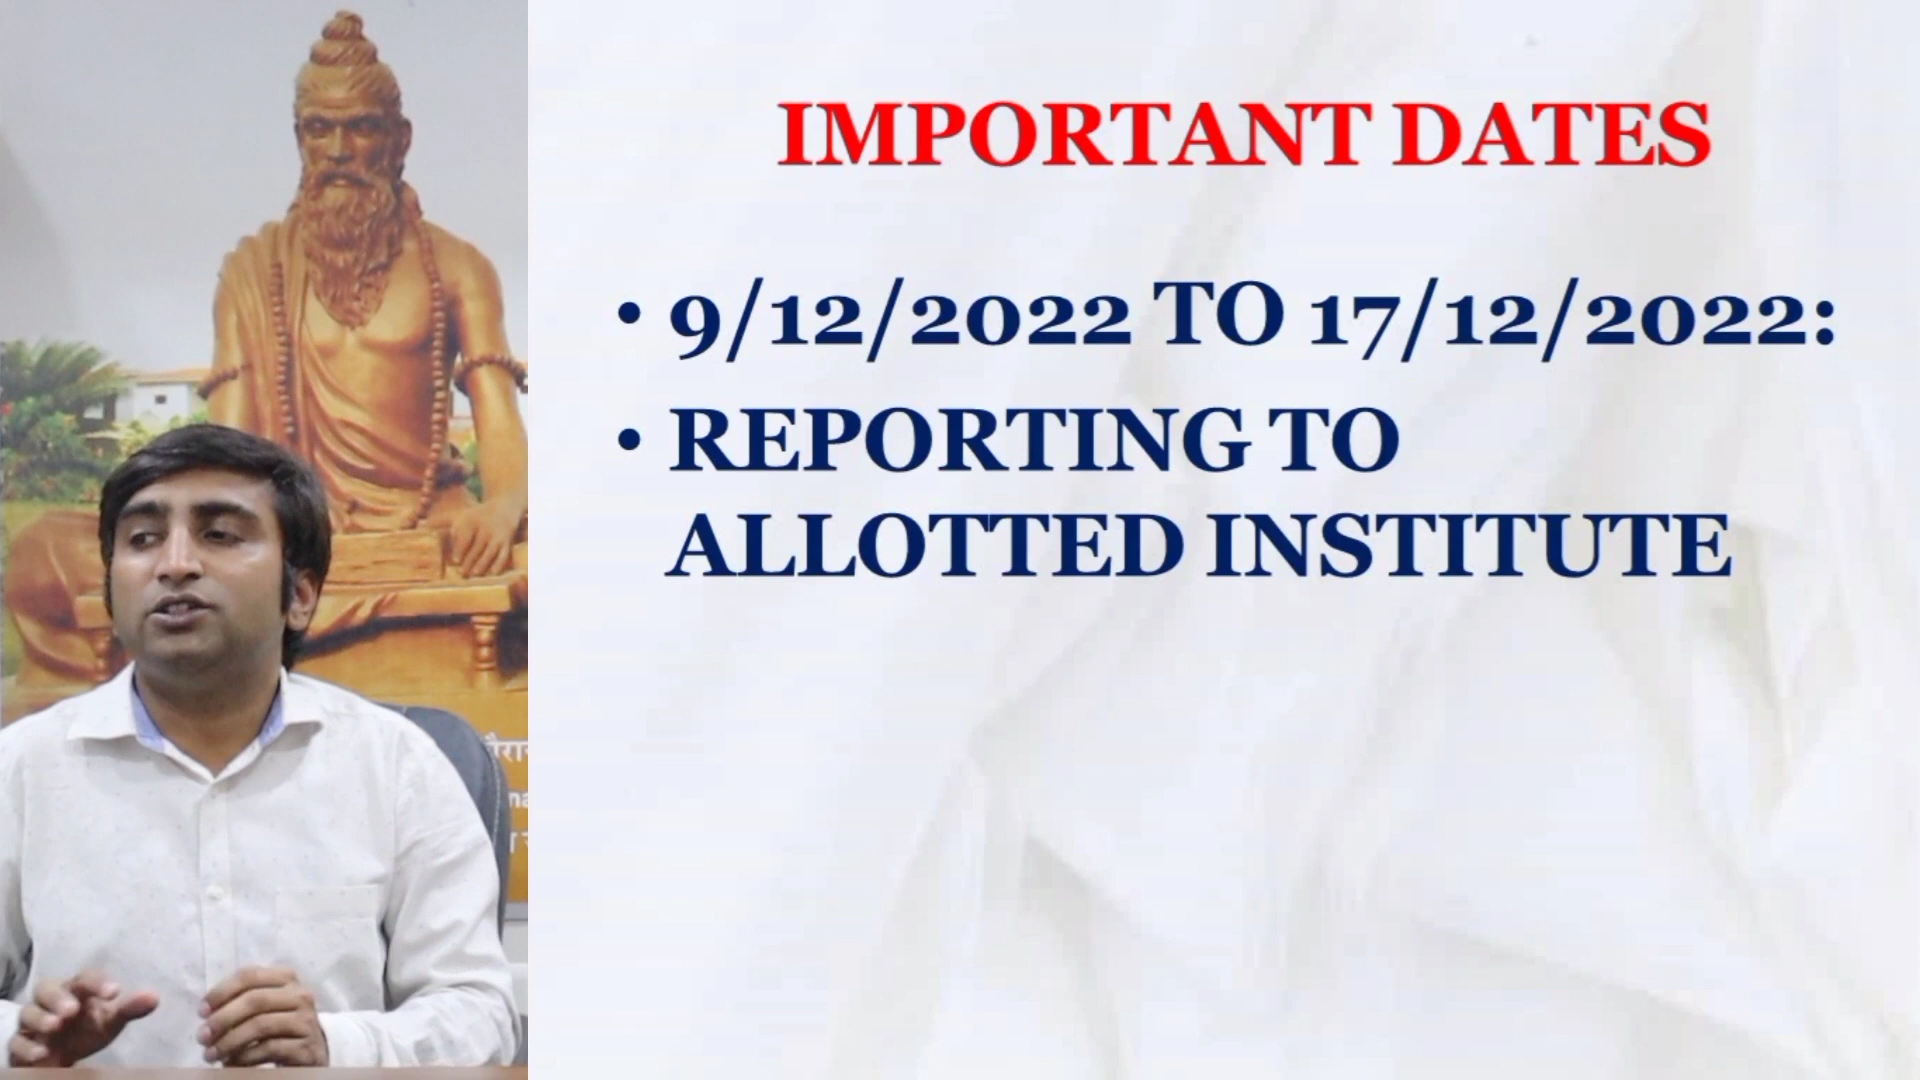 IMPORTANT DATES
• 9/12/2022 TO 17/12/2022:
• REPORTING TO
ALLOTTED INSTITUTE